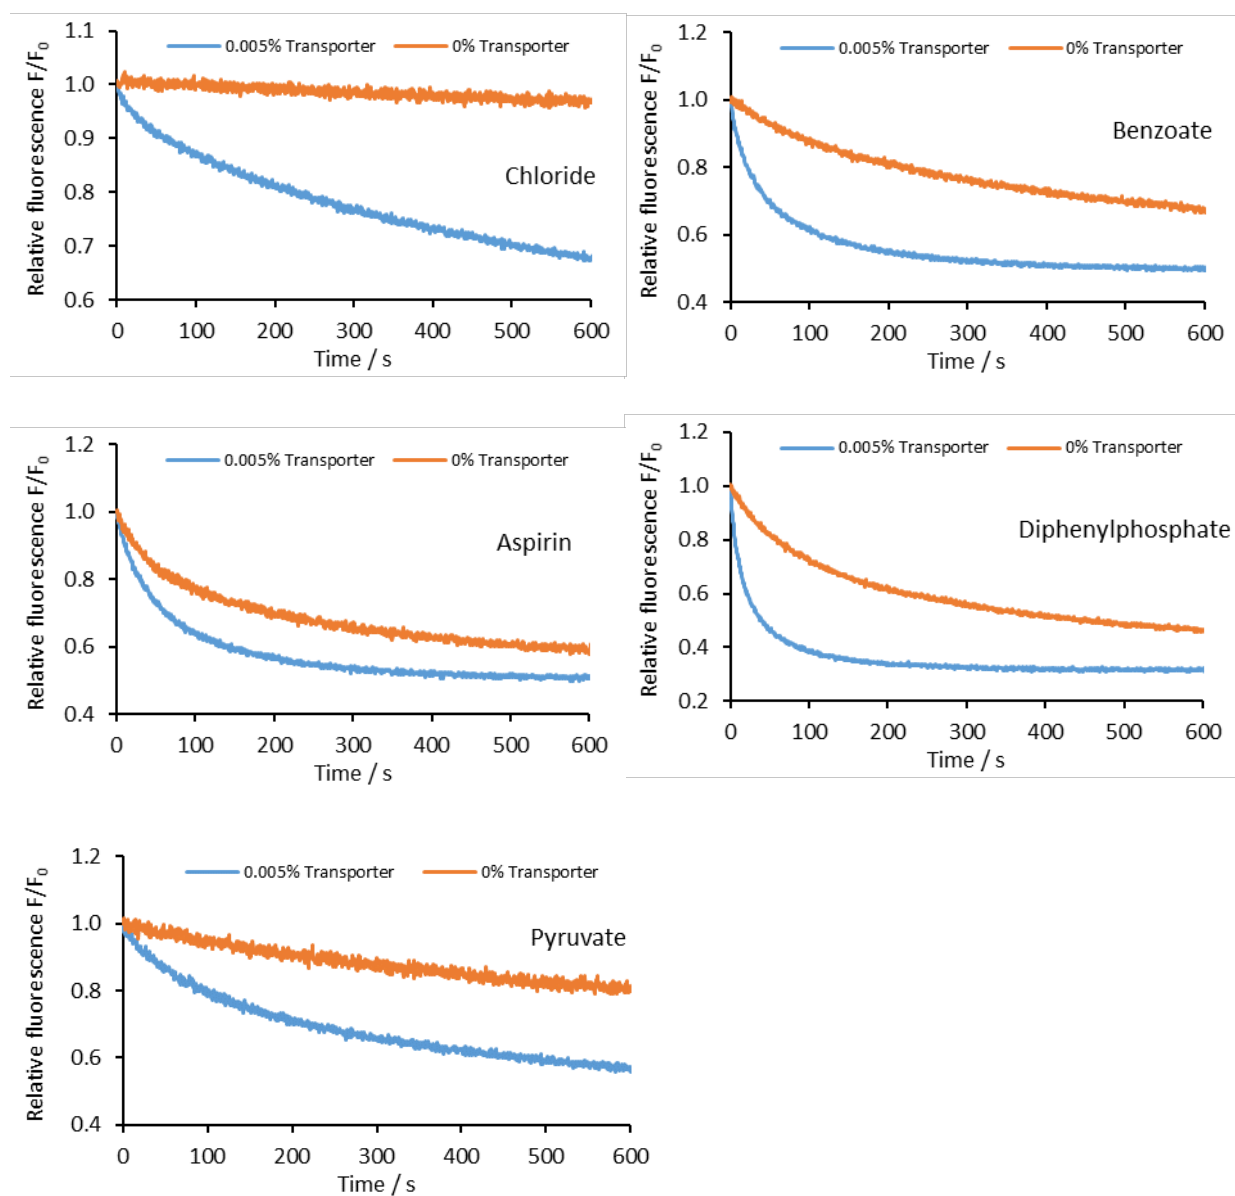 Relative fluorescence F/F0
1.1
1.0
0.9
0.8
0.7
0.6
0.005% Transporter 0% Transporter
Chloride
0 100 200 300 400 500 600
Time / s
Relative fluorescence F/F0
1.2
1.0
0.8
0.6
0.4
0.005% Transporter 0% Transporter
Benzoate
0 100 200 300 400 500 600
Time / s
Relative fluorescence F/F0
1.2
1.0
0.8
0.6
0.4
0.005% Transporter 0% Transporter
Aspirin
0 100 200 300 400 500 600
Time / s
Relative fluorescence F/F0
1.2
1.0
0.8
0.6
0.4
0.2
0.005% Transporter 0% Transporter
Diphenylphosphate
0 100 200 300 400 500 600
Time / s
Relative fluorescence F/F0
1.2
1.0
0.8
0.6
0.4
0.005% Transporter 0% Transporter
Pyruvate
0 100 200 300 400 500 600
Time / s